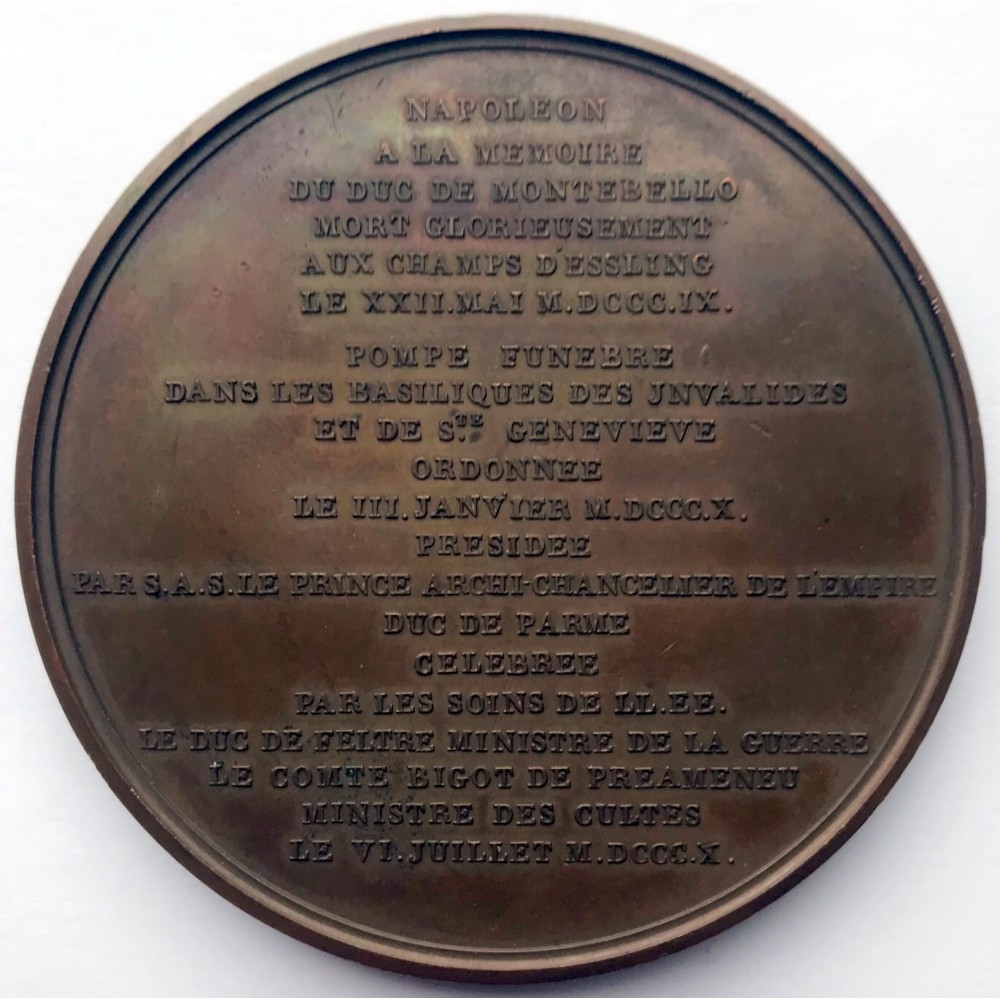 NAPOLEON
A LA MEMOIRE
DU DUC DE MONTEBELLO
MORT GLORIEUSEMENT
AUX CHAMPS D'ESSLING
LE XXII.MAI M.DCCC.IX.
POMPE FUNEBRE
DANS LES BASILIQUES DES JNVALIDES
ET DE S.TE GENEVIEVE
ORDONNEE
LE III.JANVIER M.DCCC.X.
PRESIDEE
PAR S.A.S.LE PRINCE ARCHI-CHANCELIER DE L'EMPIRE
DUC DE PARME
CELEBREE
PAR LES SOINS DE LL.EE.
LE DUC DE FELTRE MINISTRE DE LA GUERRE
LE COMTE BIGOT DE PREAMENEU
MINISTRE DES CULTES
LE VI.JUILLET M.DCCC.X.